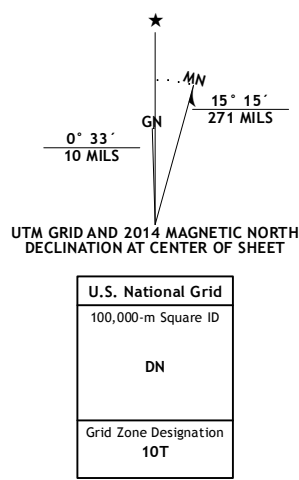 MN
GN
15° 15´
271 MILS
0° 33´
10 MILS
UTM GRID AND 2014 MAGNETIC NORTH
DECLINATION AT CENTER OF SHEET
U.S. National Grid
100,000-m Square ID
DN
Grid Zone Designation
10T